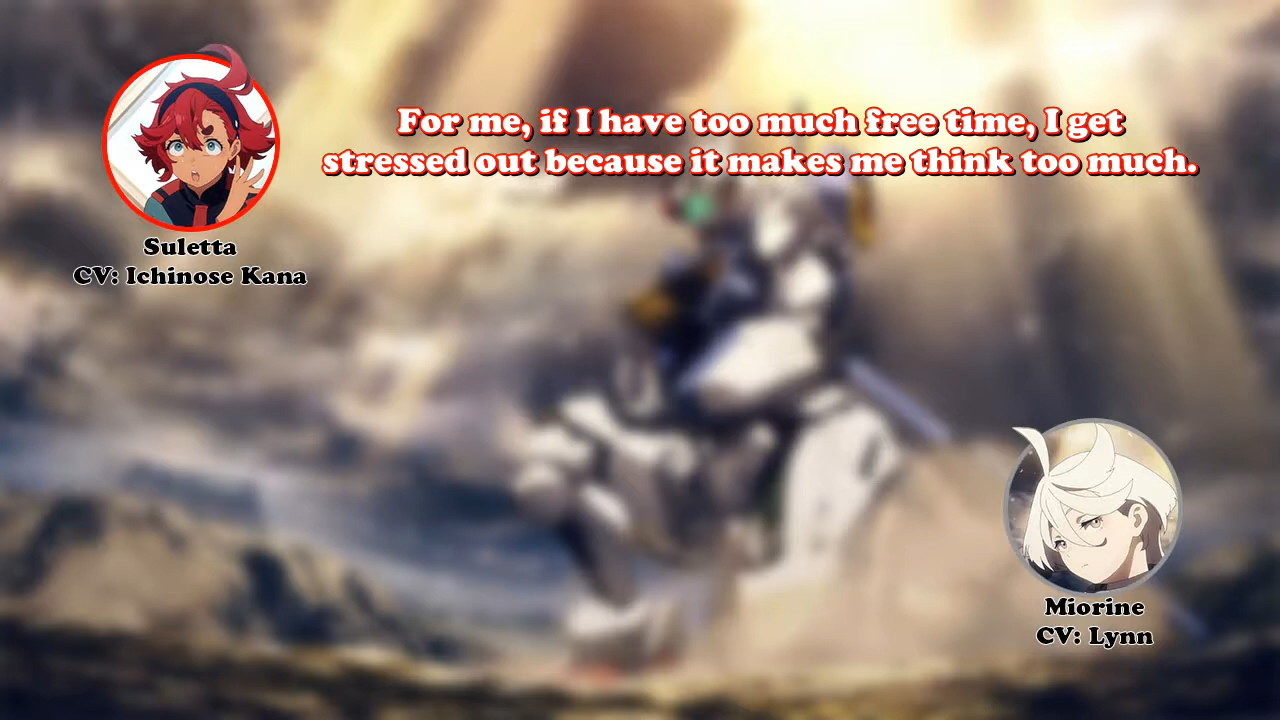 For me, if I have too much free time, I get
stressed out because it makes me think too much.
Suletta
CV: Ichinose Kana
Miorine
CV: Lynn